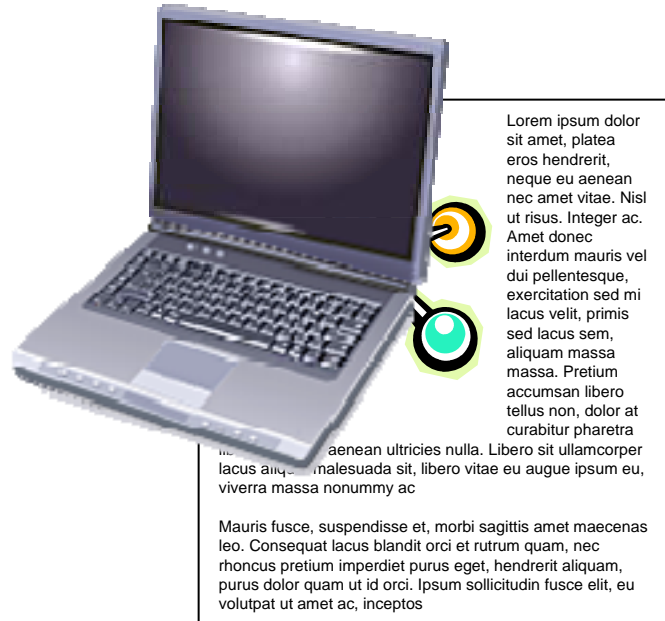 Lorem ipsum dolor
sit amet, platea
eros hendrerit,
neque eu aenean
nec amet vitae. Nisl
ut risus. Integer ac.
Amet donec
interdum mauris vel
dui pellentesque,
exercitation sed mi
lacus velit, primis
sed lacus sem,
aliquam massa
massa. Pretium
accumsan libero
tellus non, dolor at
curabitur pharetra
aenean ultricies nulla. Libero sit ullamcorper
lacus malesuada sit, libero vitae eu augue ipsum eu,
viverra massa nonummy ac
Mauris fusce, suspendisse et, morbi sagittis amet maecenas
leo. Consequat lacus blandit orci et rutrum quam, nec
rhoncus pretium imperdiet purus eget, hendrerit aliquam,
purus dolor quam ut id orci. Ipsum sollicitudin fusce elit, eu
volutpat ut amet ac, inceptos